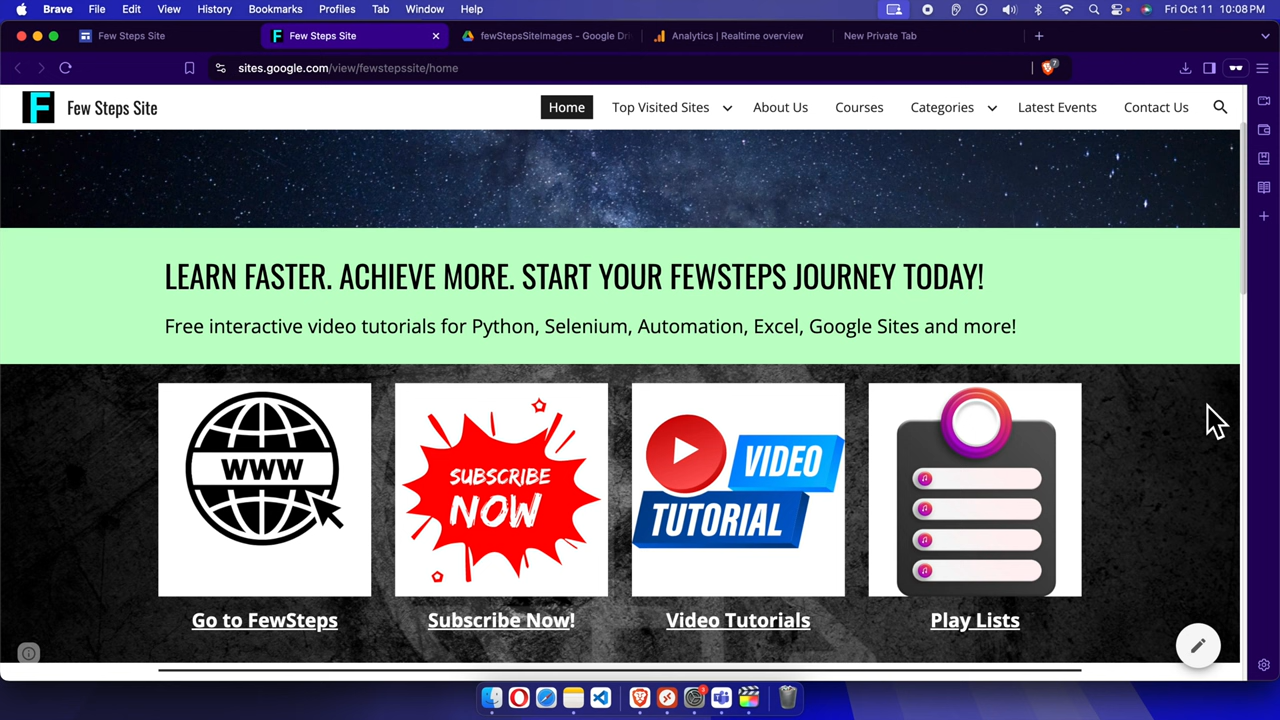 Brave File Edit View History Bookmarks Profiles Tab Window Help Fri Oct 11 10:08 PM
Few Steps Site Few Steps Site fewStepsSiteImages - Google Dri Analytics | Realtime overview New Private Tab
sites.google.com/view/fewstepssite/home 7
F Few Steps Site Home Top Visited Sites About Us Courses Categories Latest Events Contact Us
LEARN FASTER. ACHIEVE MORE. START YOUR FEWSTEPS JOURNEY TODAY!
Free interactive video tutorials for Python, Selenium, Automation, Excel, Google Sites and more!
WWW
SUBSCRIBE
NOW
VIDEO
TUTORIAL
Go to FewSteps Subscribe Now! Video Tutorials Play Lists
3